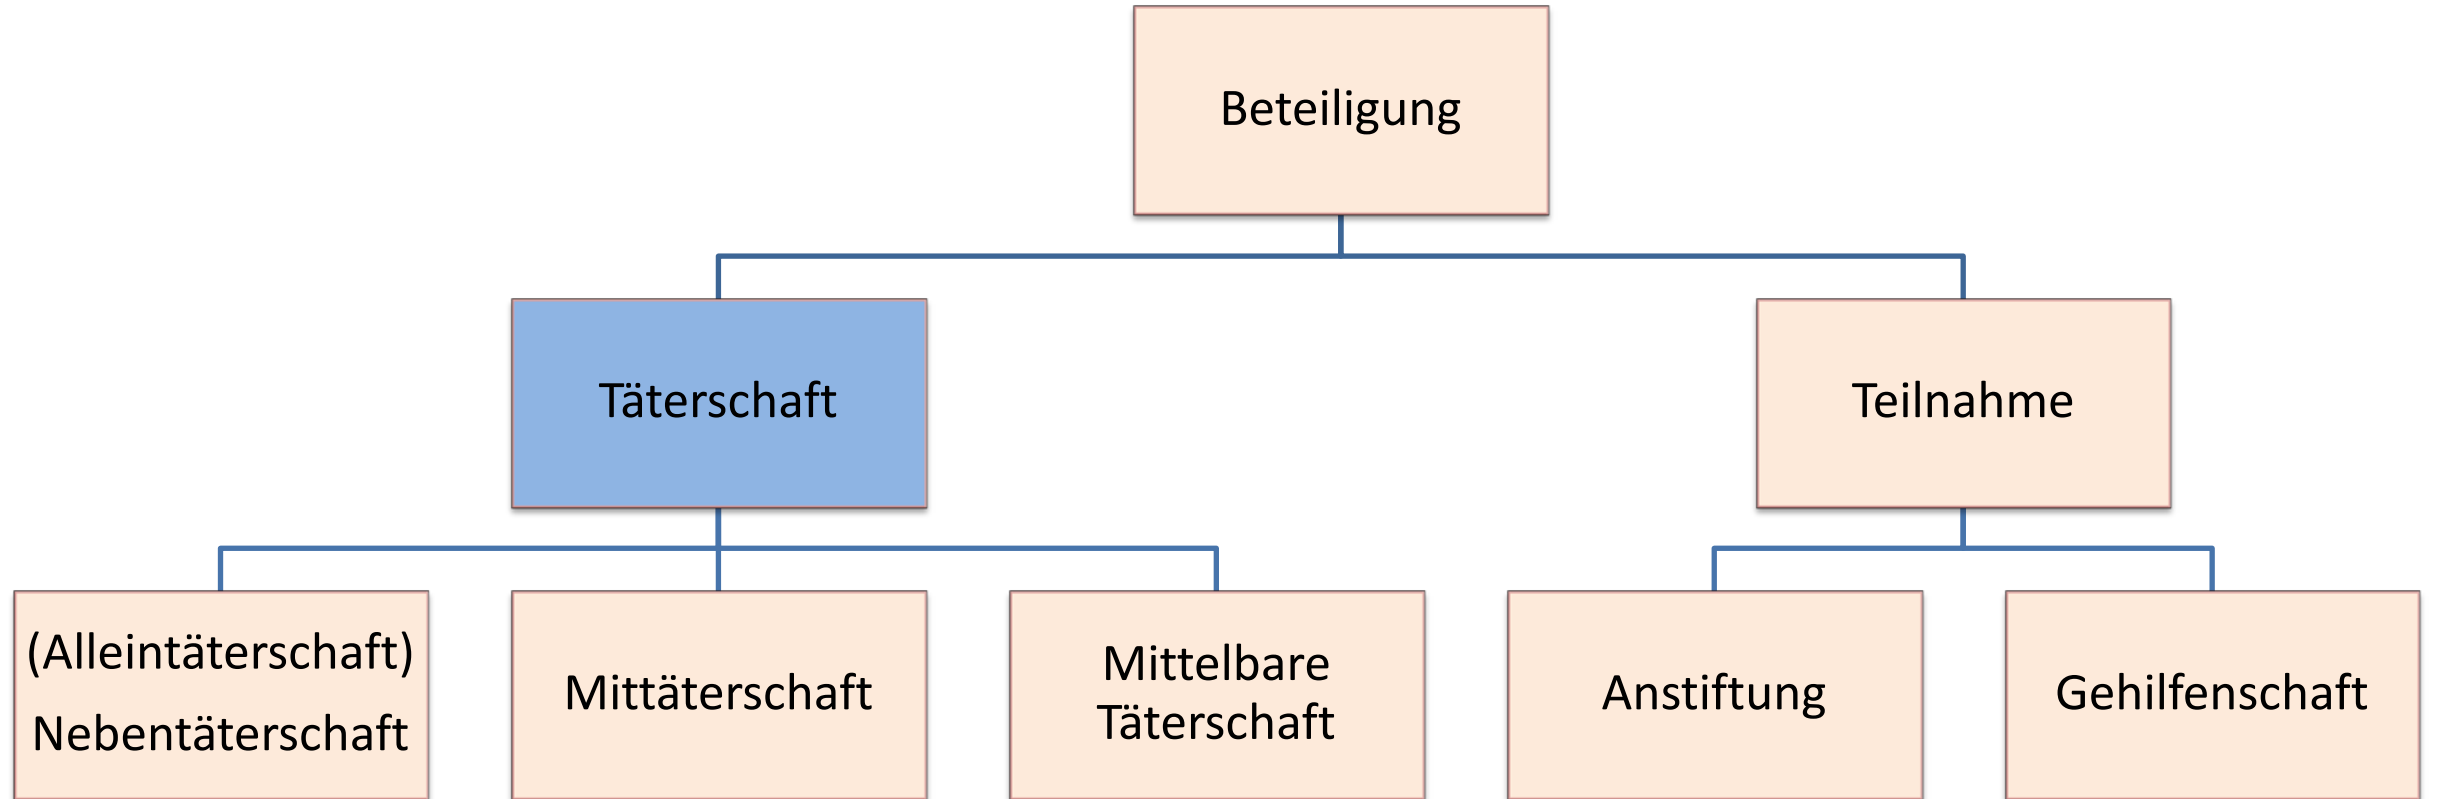 Beteiligung
Täterschaft
Teilnahme
(Alleintäterschaft)
Nebentäterschaft
Mittäterschaft
Mittelbare
Täterschaft
Anstiftung
Gehilfenschaft